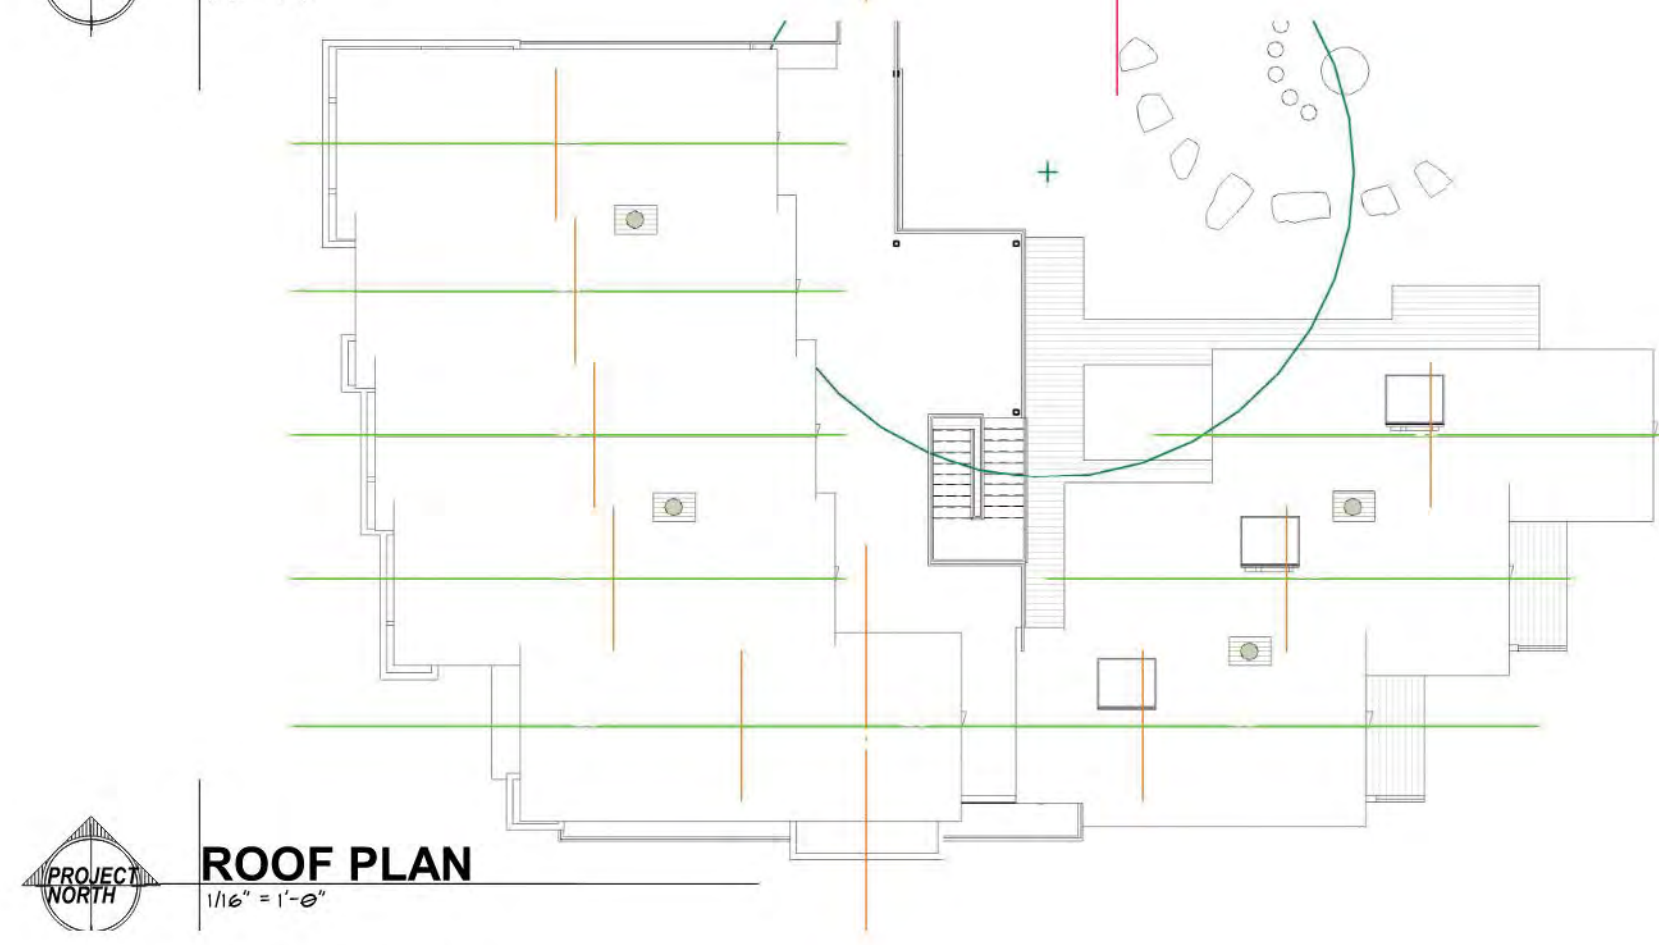 ROOF PLAN
1/16" = 1'-0"
PROJECT
NORTH